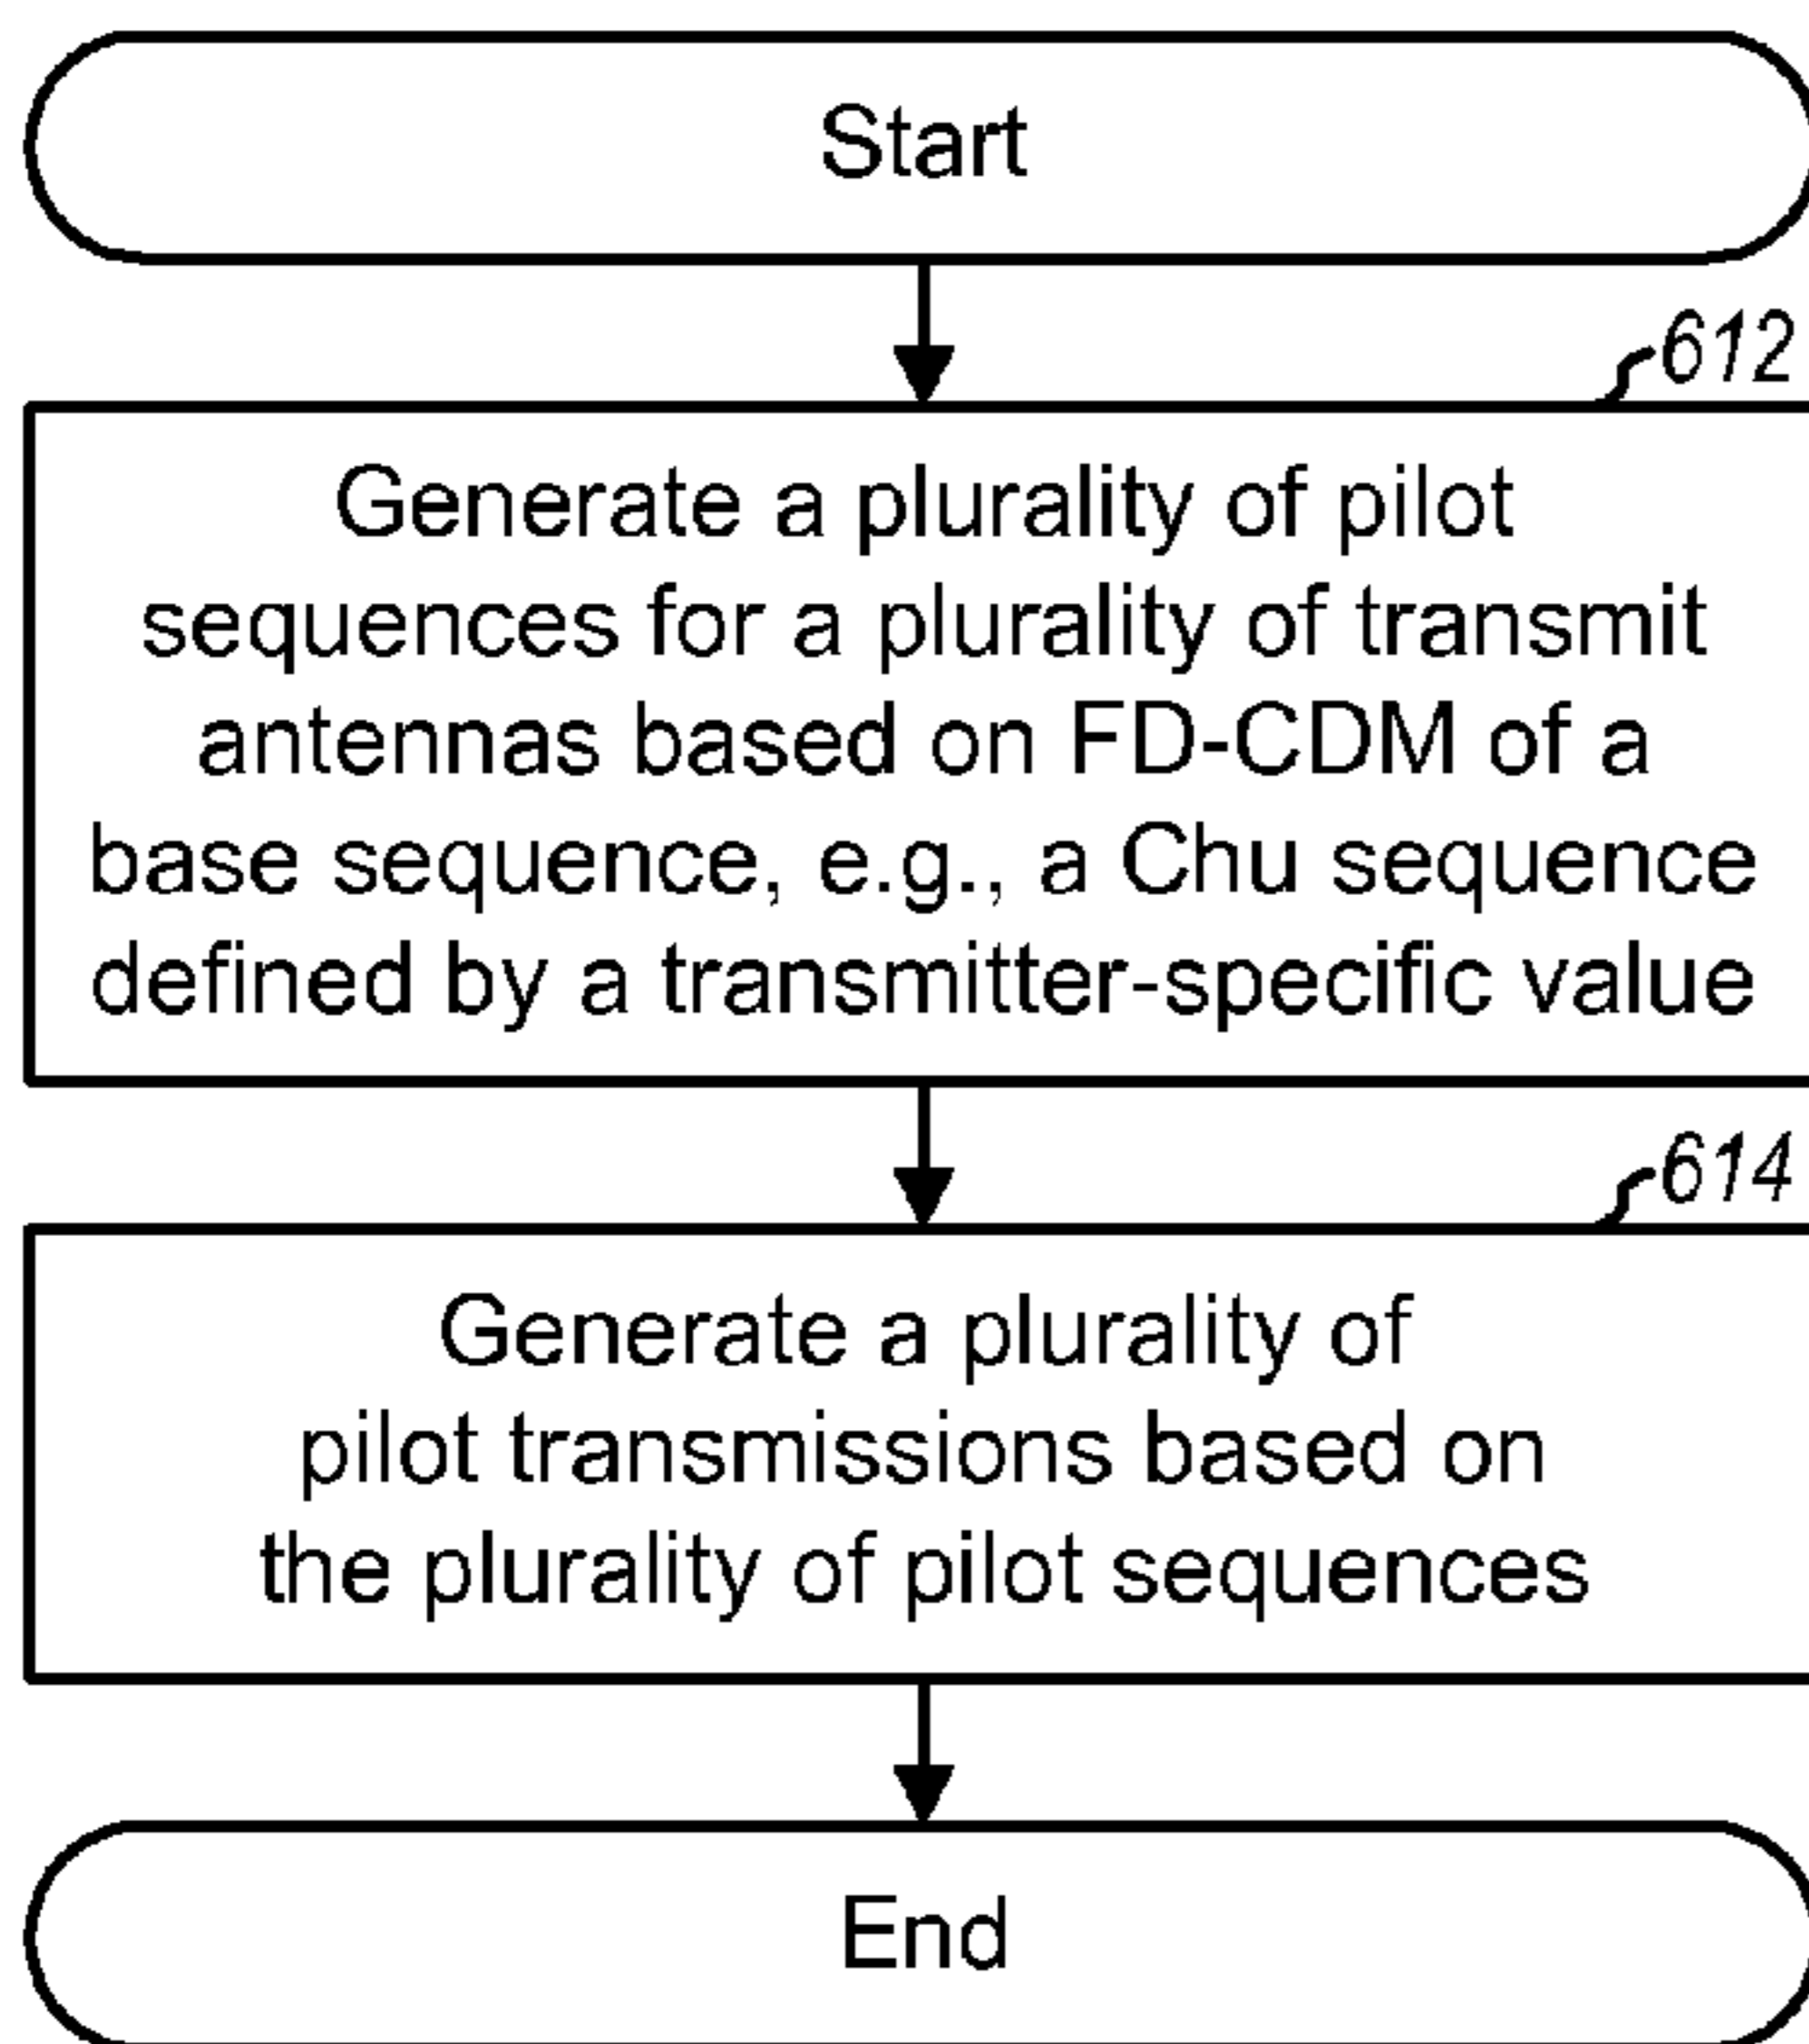 Start
612
Generate a plurality of pilot
sequences for a plurality of transmit
antennas based on FD-CDM of a
base sequence, e.g., a Chu sequence
defined by a transmitter-specific value
614
Generate a plurality of
pilot transmissions based on
the plurality of pilot sequences
End